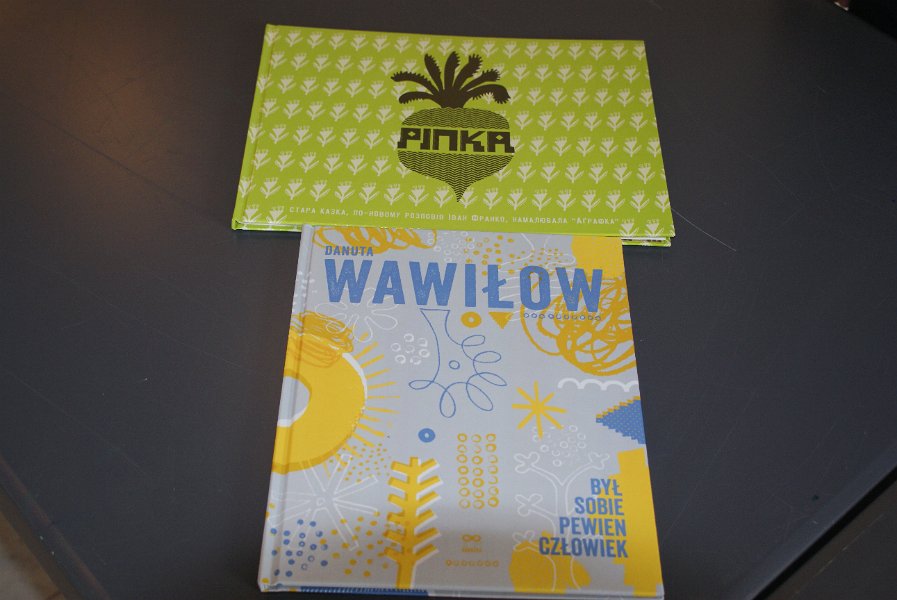 РІПКА
СТАРА КАЗКА, ПО-НОВОМУ РОЗПОВІВ ІВАН ФРАНКО, НАМАЛЮВАЛА "АГРАФКА"
DANUTA
WAWIŁOW
BYŁ
SOBIE
PEWIEN
CZŁOWIEK